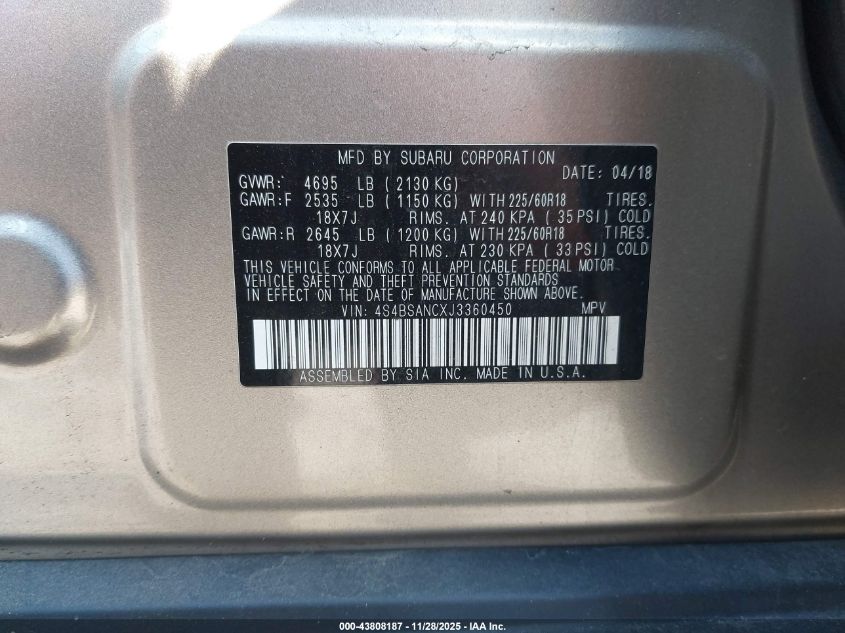 MFD BY SUBARU CORPORATION
DATE: 04/18
GVWR: 4695 LB (2130 KG)
GAWR:F 2535 LB (1150 KG) WITH 225/60R18 TIRES.
18X7J RIMS. AT 240 KPA (35 PSI) COLD
GAWR:R 2645 LB (1200 KG) WITH 225/60R18 TIRES.
18X7J RIMS. AT 230 KPA (33 PSI) COLD
THIS VEHICLE CONFORMS TO ALL APPLICABLE FEDERAL MOTOR
VEHICLE SAFETY AND THEFT PREVENTION STANDARDS
IN EFFECT ON THE DATE OF MANUFACTURE SHOWN ABOVE.
VIN: 4S4BSANCXJ3360450 MPV
ASSEMBLED BY SIA INC. MADE IN U.S.A.
000-43808187 - 11/28/2025 - IAA Inc.